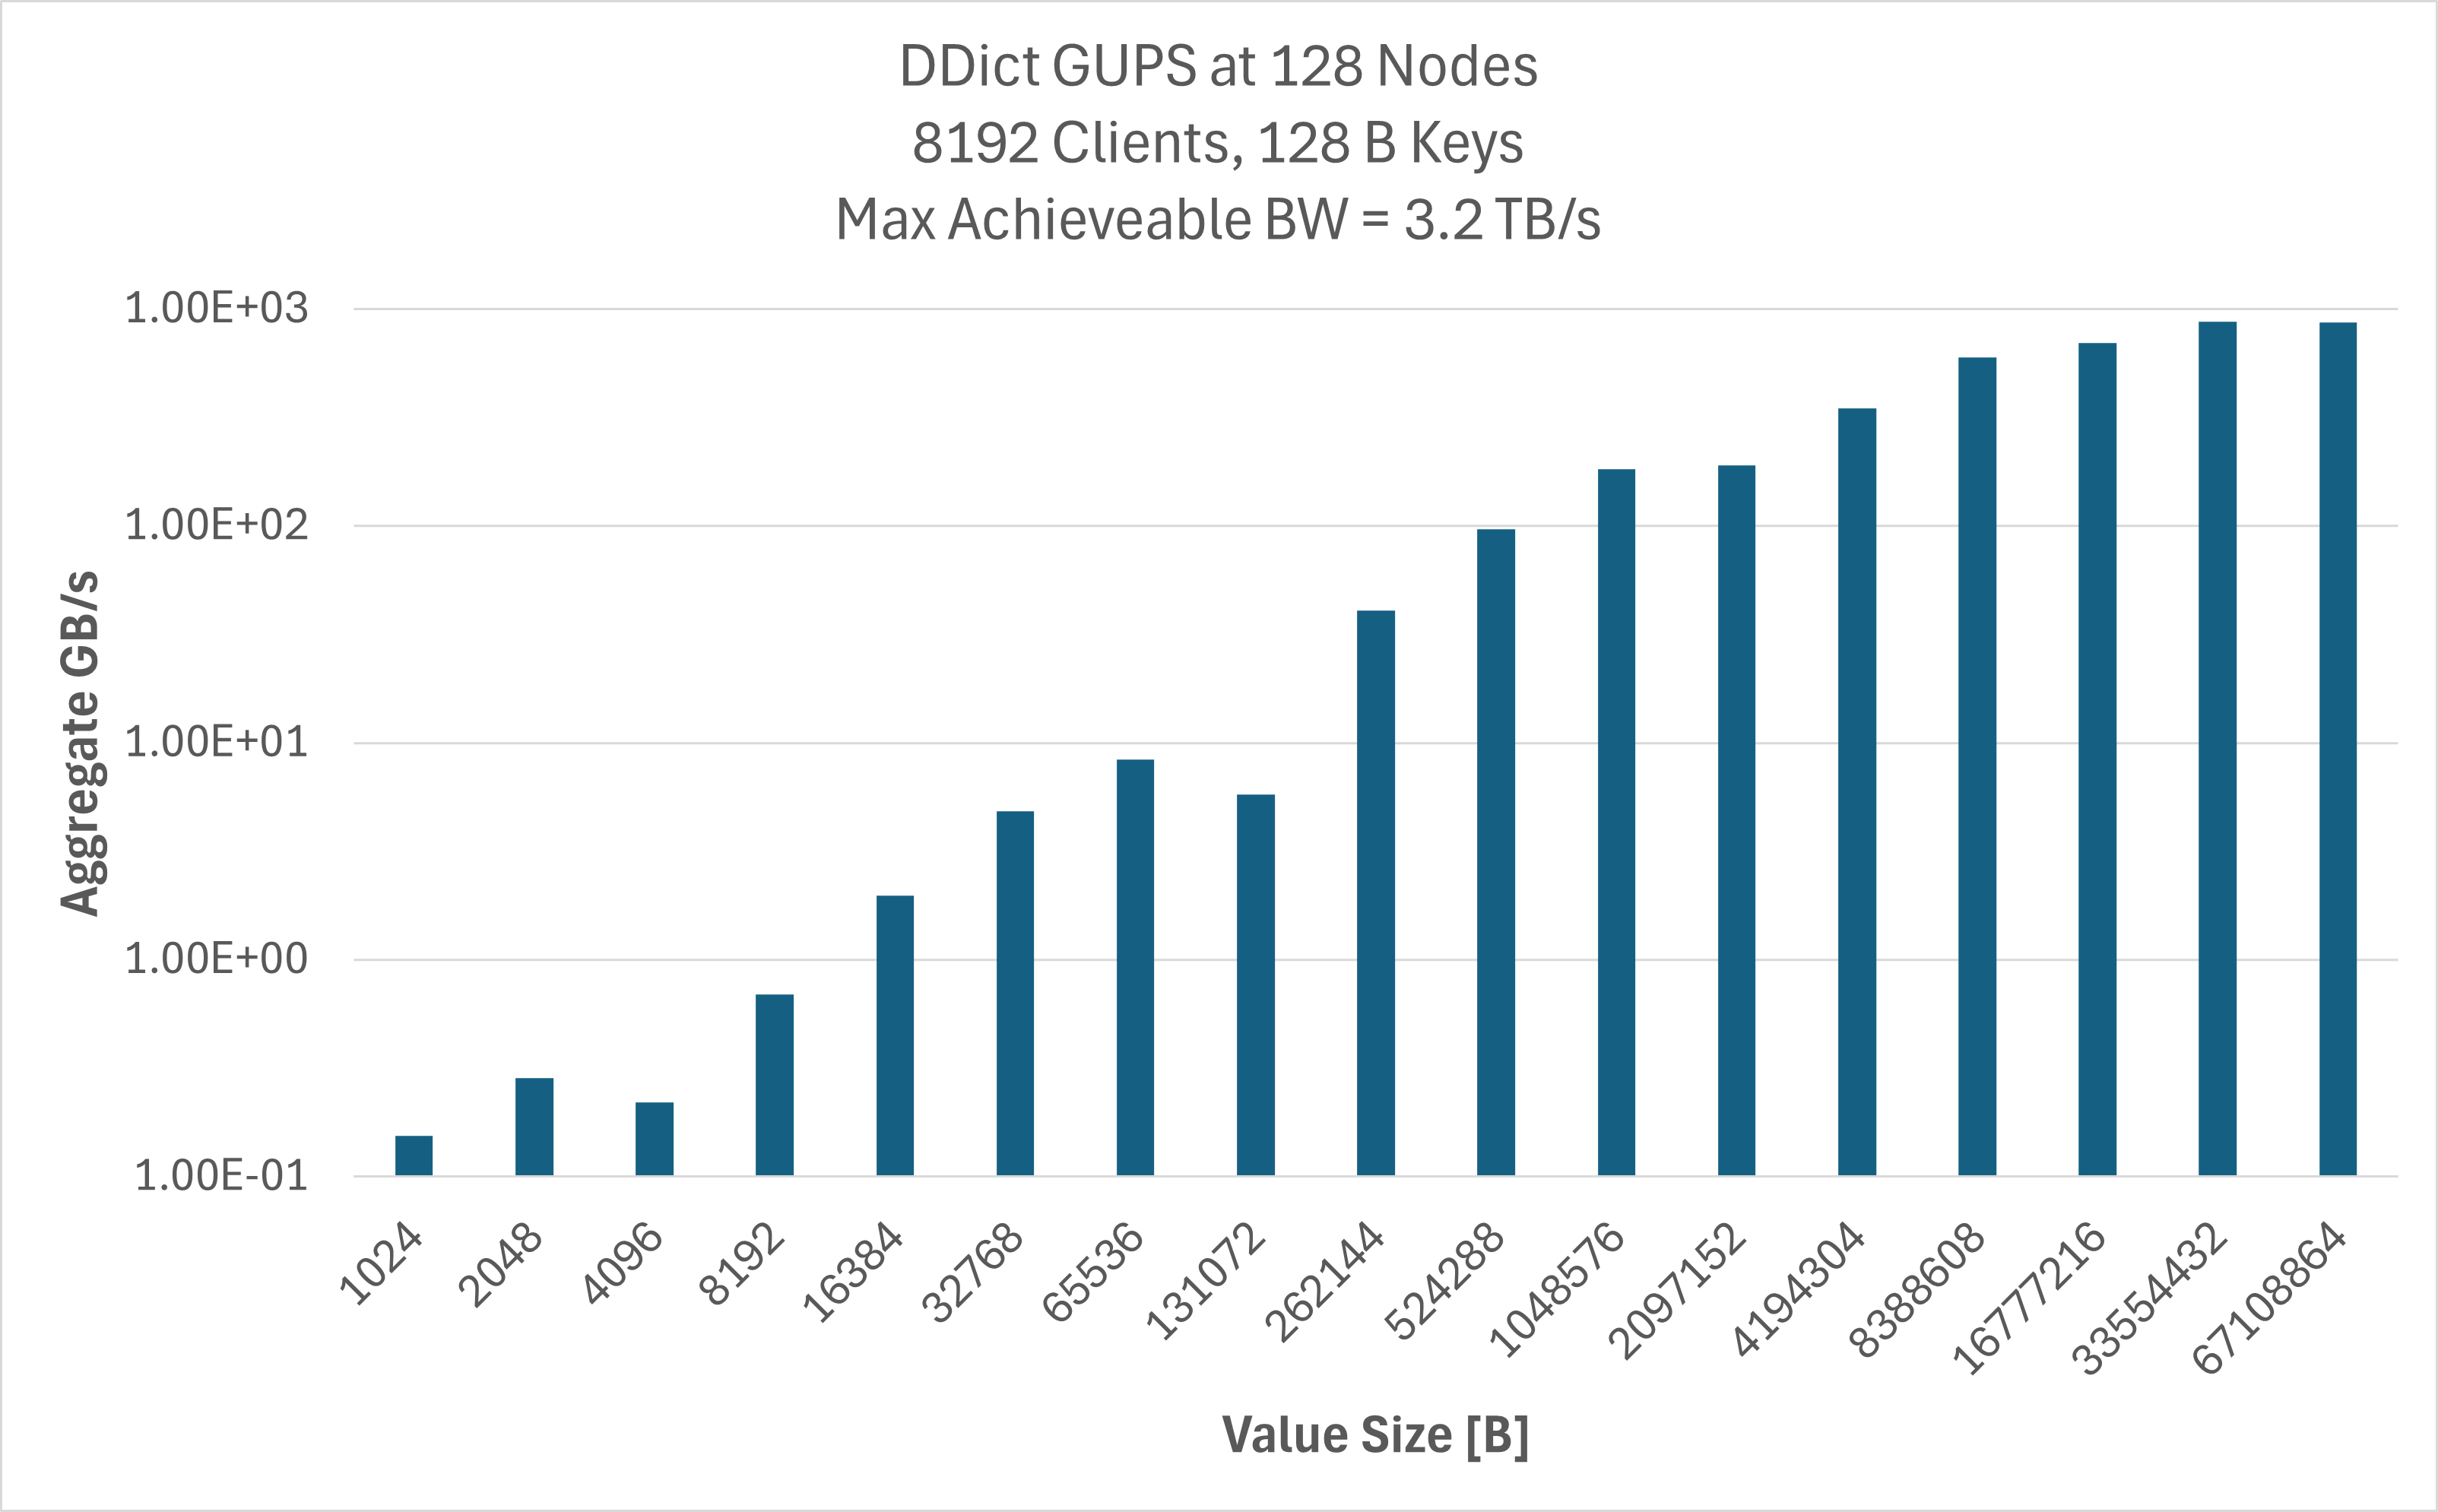 DDict GUPS at 128 Nodes
8192 Clients, 128 B Keys
Max Achieveable BW = 3.2 TB/s
1.00E+03
1.00E+02
1.00E+01
1.00E+00
1.00E-01
Aggregate GB/s
1024
2048
4096
8192
16384
32768
65536
131072
262144
524288
1048576
2097152
4194304
8388608
16777216
33554432
67108864
Value Size [B]